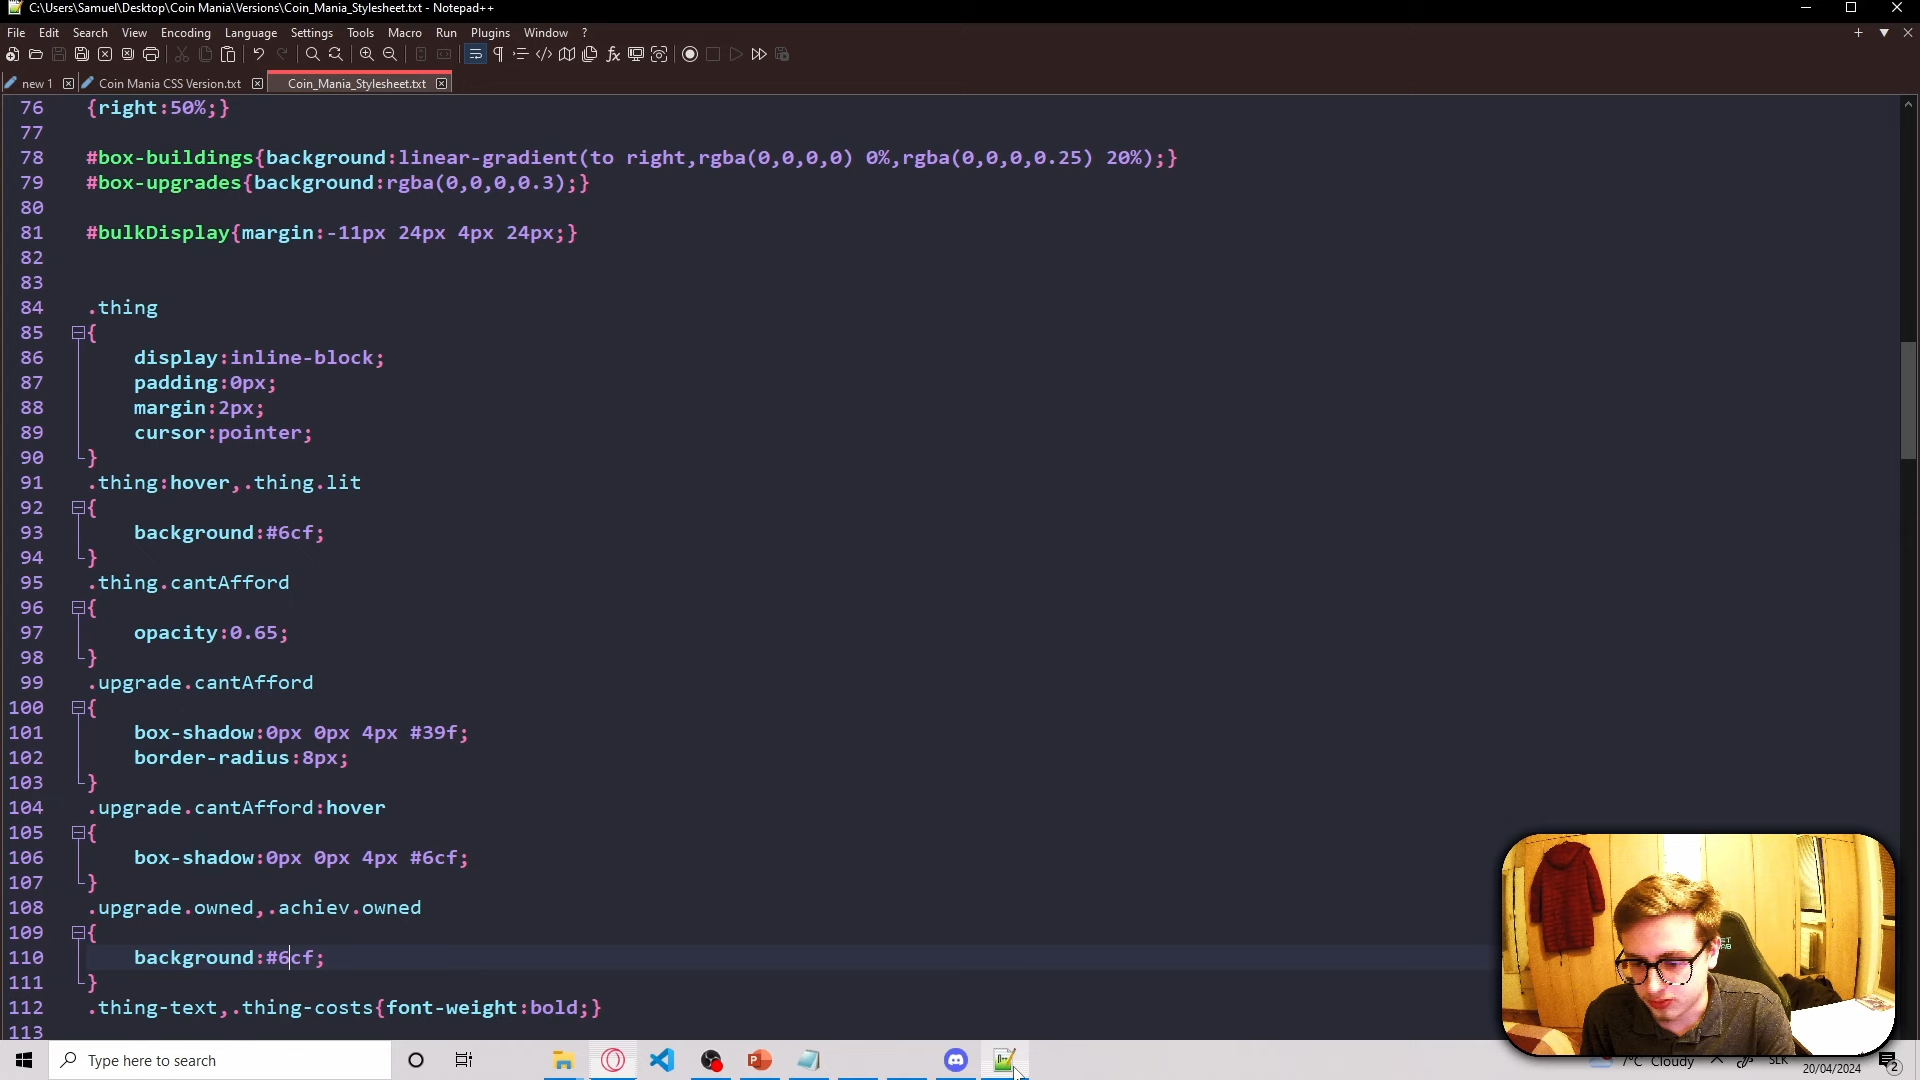 C:\Users\Samuel\Desktop\Coin Mania\Versions\Coin_Mania_Stylesheet.txt - Notepad++
File Edit Search View Encoding Language Settings Tools Macro Run Plugins Window ?
new 1 Coin Mania CSS Version.txt Coin_Mania_Stylesheet.txt
76 {right:50%;}
77
78 #box-buildings{background:linear-gradient(to right,rgba(0,0,0,0) 0%,rgba(0,0,0,0.25) 20%);}
79 #box-upgrades{background:rgba(0,0,0,0.3);}
80
81 #bulkDisplay{margin:-11px 24px 4px 24px;}
82
83
84 .thing
85 {
86 display:inline-block;
87 padding:0px;
88 margin:2px;
89 cursor:pointer;
90 }
91 .thing:hover,.thing.lit
92 {
93 background:#6cf;
94 }
95 .thing.cantAfford
96 {
97 opacity:0.65;
98 }
99 .upgrade.cantAfford
100 {
101 box-shadow:0px 0px 4px #39f;
102 border-radius:8px;
103 }
104 .upgrade.cantAfford:hover
105 {
106 box-shadow:0px 0px 4px #6cf;
107 }
108 .upgrade.owned,.achiev.owned
109 {
110 background:#6cf;
111 }
112 .thing-text,.thing-costs{font-weight:bold;}
113
Type here to search
7°C Cloudy
SLK
20/04/2024
2